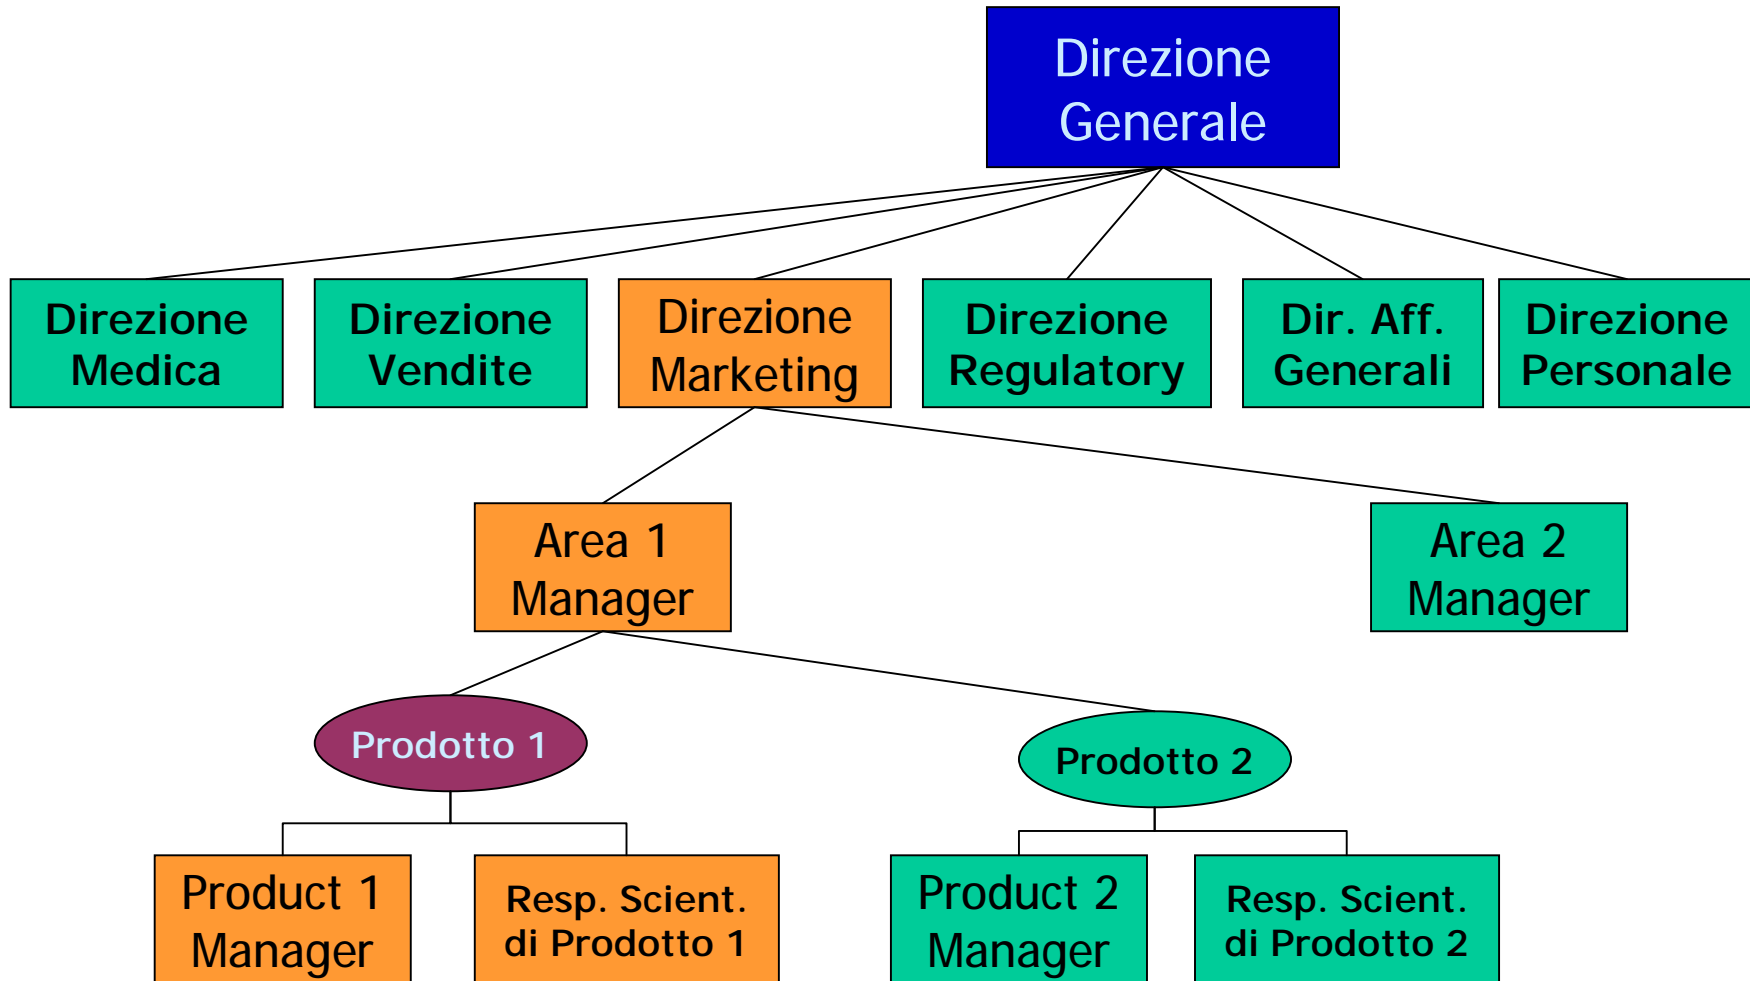 Direzione
Generale
Direzione
Medica
Direzione
Vendite
Direzione
Marketing
Direzione
Regulatory
Dir. Aff.
Generali
Direzione
Personale
Area 1
Manager
Area 2
Manager
Prodotto 1
Prodotto 2
Product 1
Manager
Resp. Scient.
di Prodotto 1
Product 2
Manager
Resp. Scient.
di Prodotto 2